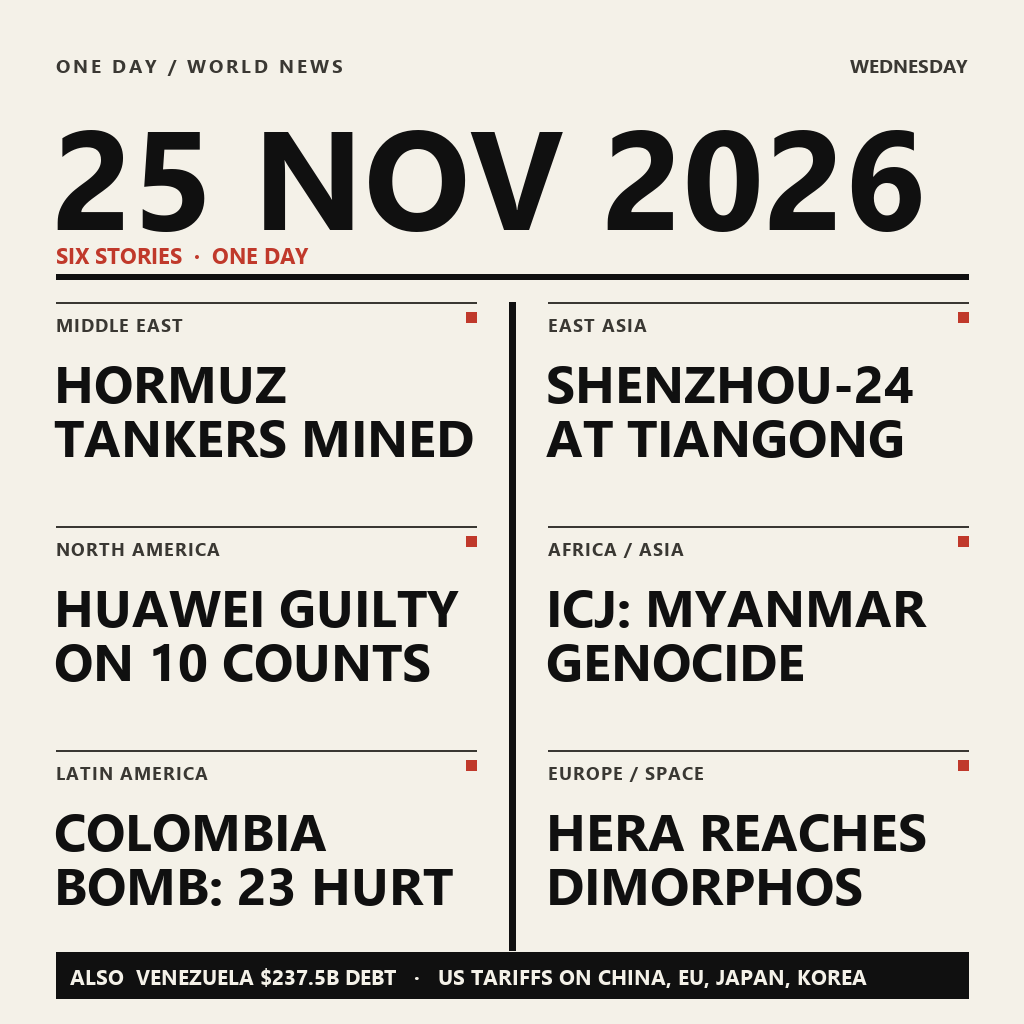 ONE DAY / WORLD NEWS
WEDNESDAY
25 NOV 2026
SIX STORIES · ONE DAY
MIDDLE EAST
HORMUZ
TANKERS MINED
EAST ASIA
SHENZHOU-24
AT TIANGONG
NORTH AMERICA
HUAWEI GUILTY
ON 10 COUNTS
AFRICA / ASIA
ICJ: MYANMAR
GENOCIDE
LATIN AMERICA
COLOMBIA
BOMB: 23 HURT
EUROPE / SPACE
HERA REACHES
DIMORPHOS
ALSO VENEZUELA $237.5B DEBT · US TARIFFS ON CHINA, EU, JAPAN, KOREA